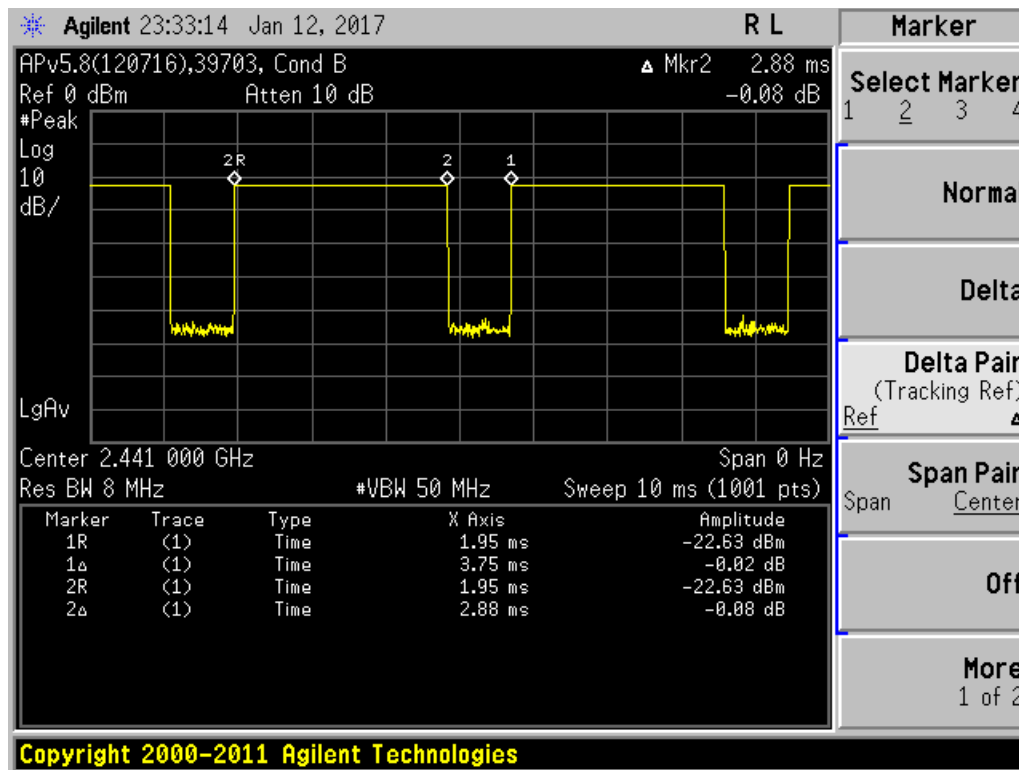 Agilent 23:33:14 Jan 12, 2017 R L
APv5.8(120716),39703, Cond B Δ Mkr2 2.88 ms
Ref 0 dBm Atten 10 dB -0.08 dB
#Peak
Log
10
dB/
2R 2 1
LgAv
Center 2.441 000 GHz Span 0 Hz
Res BW 8 MHz #VBW 50 MHz Sweep 10 ms (1001 pts)
Marker Trace Type X Axis Amplitude
1R (1) Time 1.95 ms -22.63 dBm
1Δ (1) Time 3.75 ms -0.02 dB
2R (1) Time 1.95 ms -22.63 dBm
2Δ (1) Time 2.88 ms -0.08 dB
Marker
Select Marker
1 2 3 4
Norma
Delta
Delta Pair
(Tracking Ref)
Ref Δ
Span Pair
Span Center
Off
More
1 of 2
Copyright 2000-2011 Agilent Technologies